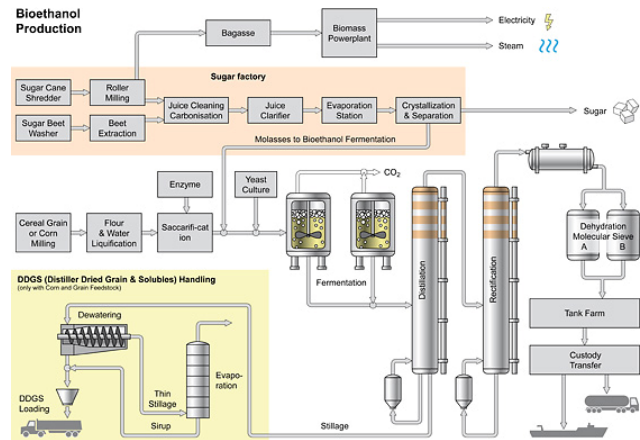 Bioethanol
Production
Bagasse
Biomass
Powerplant
Electricity
Steam
Sugar factory
Sugar Cane
Shredder
Roller
Milling
Juice Cleaning
Carbonisation
Juice
Clarifier
Evaporation
Station
Crystallization
& Separation
Sugar
Sugar Beet
Washer
Beet
Extraction
Molasses to Bioethanol Fermentation
Enzyme
Yeast
Culture
CO2
Cereal Grain
or Corn
Milling
Flour
& Water
Liquification
Saccarifi-cat
ion
Fermentation
Distillation
Rectification
Dehydration
Molecular Sieve
A
B
Tank Farm
Custody
Transfer
DDGS (Distiller Dried Grain & Solubles) Handling
(only with Corn and Grain Feedstock)
Dewatering
Evapo-
ration
Thin
Stillage
DDGS
Loading
Sirup
Stillage